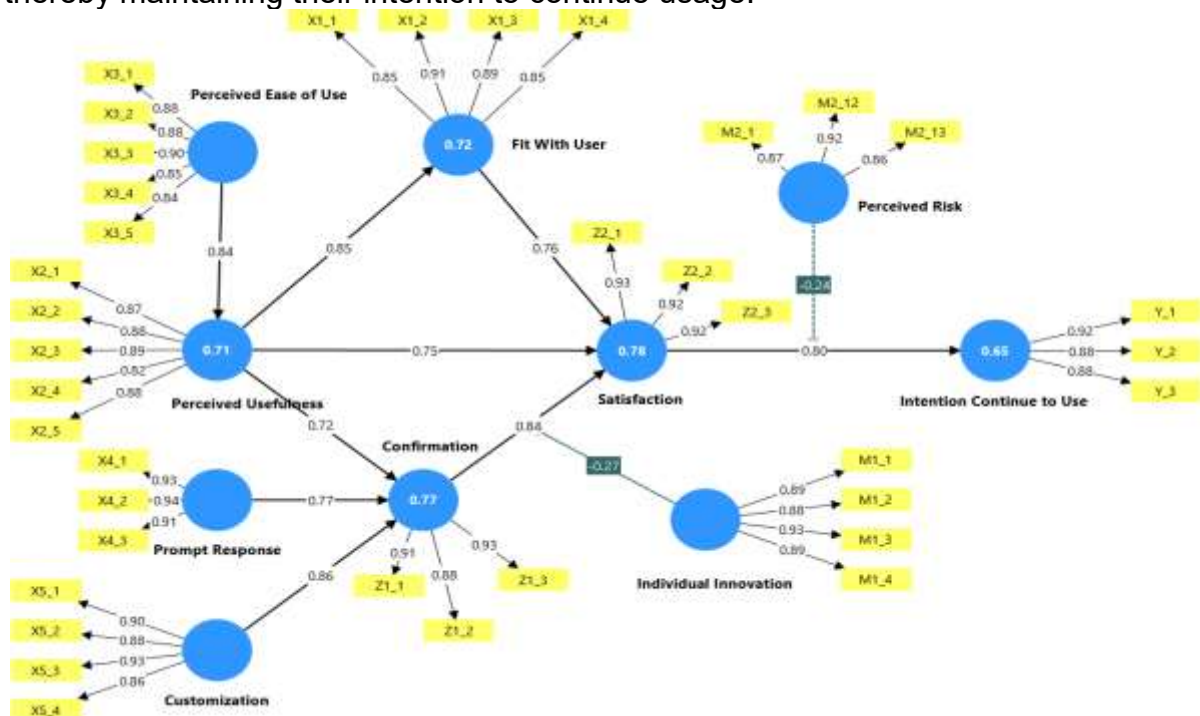 thereby maintaining their intention to continue usage.
X1_1 X1_2 X1_3 X1_4
0.85 0.91 0.89 0.85
X3_1
X3_2
X3_3
X3_4
X3_5
0.88
0.88
0.90
0.85
0.84
Perceived Ease of Use
0.72
Fit With User
M2_1 M2_12 M2_13
0.87 0.92 0.86
Perceived Risk
0.84
0.85
0.76
-0.24
X2_1
X2_2
X2_3
X2_4
X2_5
0.87
0.88
0.89
0.82
0.88
0.71
Perceived Usefulness
0.75
Z2_1
Z2_2
Z2_3
0.93
0.92
0.92
0.78
Satisfaction
0.80
0.65
Intention Continue to Use
Y_1
Y_2
Y_3
0.92
0.88
0.88
0.72
Confirmation
0.84
-0.27
X4_1
X4_2
X4_3
0.93
0.94
0.91
Prompt Response
0.77
0.77
0.91
0.88
0.93
Z1_1
Z1_2
Z1_3
Individual Innovation
0.89
0.88
0.93
0.89
M1_1
M1_2
M1_3
M1_4
0.86
X5_1
X5_2
X5_3
X5_4
0.90
0.88
0.93
0.86
Customization